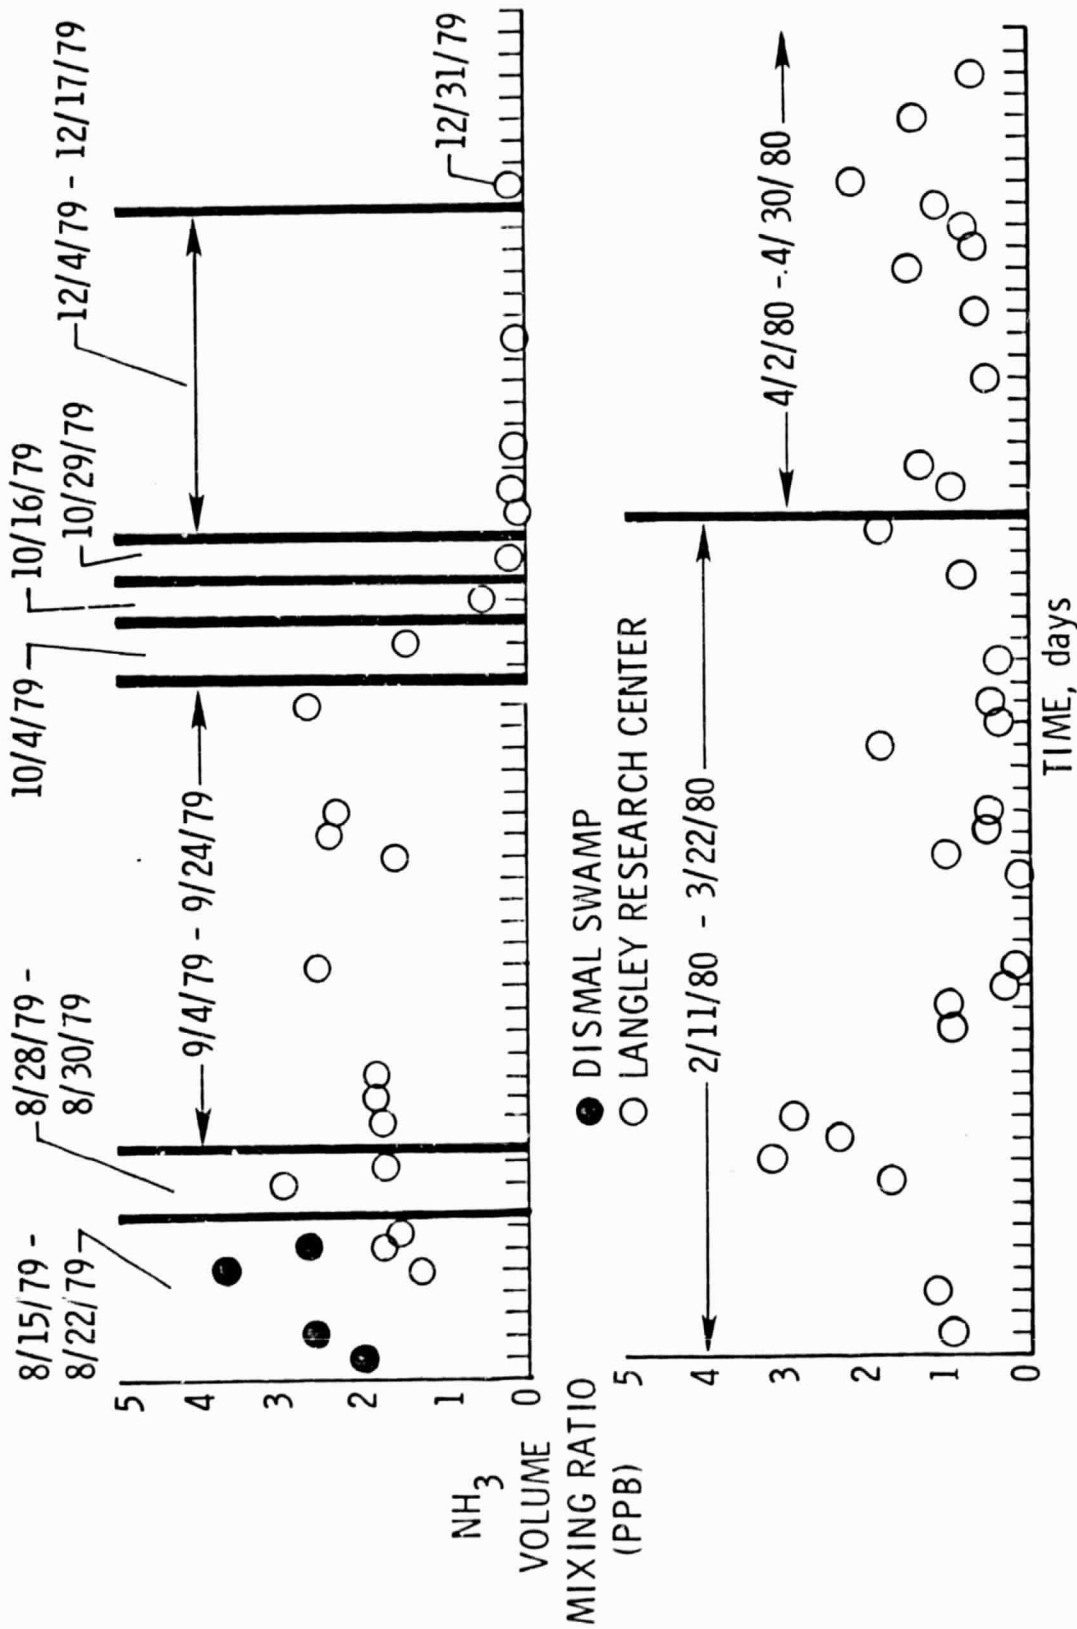 8/15/79 -
8/22/79
8/28/79 -
8/30/79
9/4/79 - 9/24/79
10/4/79
10/16/79
10/29/79
12/4/79 - 12/17/79
12/31/79
5
4
3
2
1
0
NH3
VOLUME
MIXING RATIO
(PPB)
DISMAL SWAMP
LANGLEY RESEARCH CENTER
2/11/80 - 3/22/80
4/2/80 - 4/30/80
5
4
3
2
1
0
TIME, days